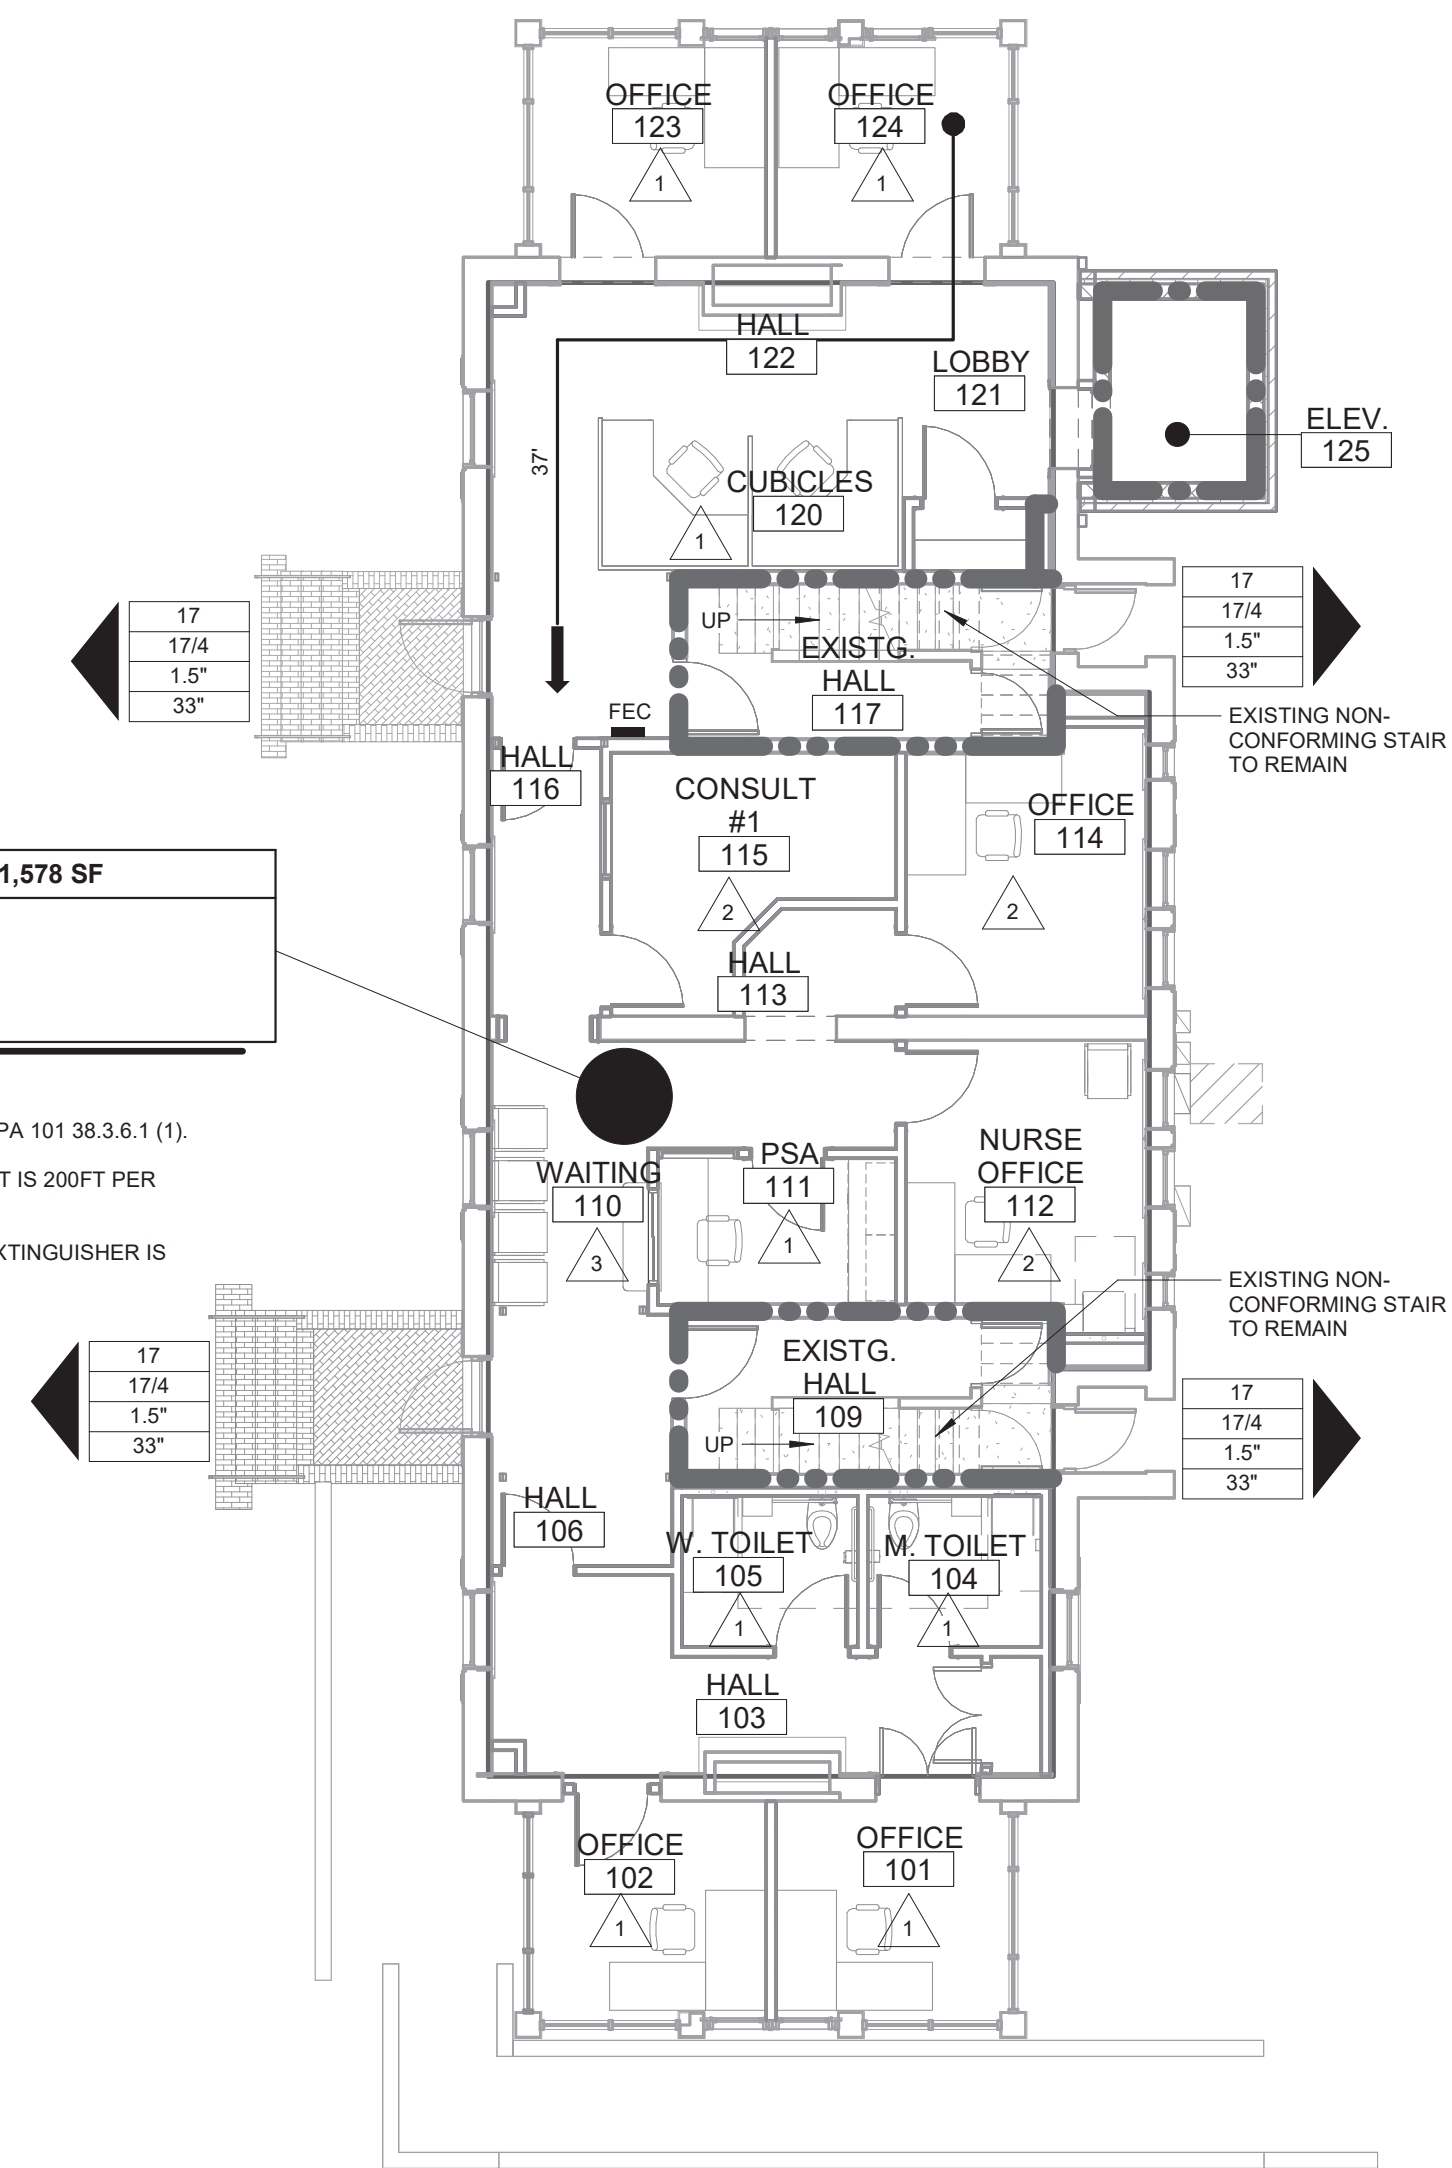 OFFICE
123
1
OFFICE
124
1
HALL
122
LOBBY
121
ELEV.
125
37'
CUBICLES
120
1
17
17/4
1.5"
33"
UP
EXISTG.
HALL
117
17
17/4
1.5"
33"
EXISTING NON-
CONFORMING STAIR
TO REMAIN
FEC
HALL
116
CONSULT
#1
115
2
OFFICE
114
2
1,578 SF
HALL
113
PA 101 38.3.6.1 (1).
T IS 200FT PER
XTINGUISHER IS
WAITING
110
3
PSA
111
1
NURSE
OFFICE
112
2
EXISTING NON-
CONFORMING STAIR
TO REMAIN
17
17/4
1.5"
33"
EXISTG.
HALL
109
UP
17
17/4
1.5"
33"
HALL
106
W. TOILET
105
1
M. TOILET
104
1
HALL
103
OFFICE
102
1
OFFICE
101
1